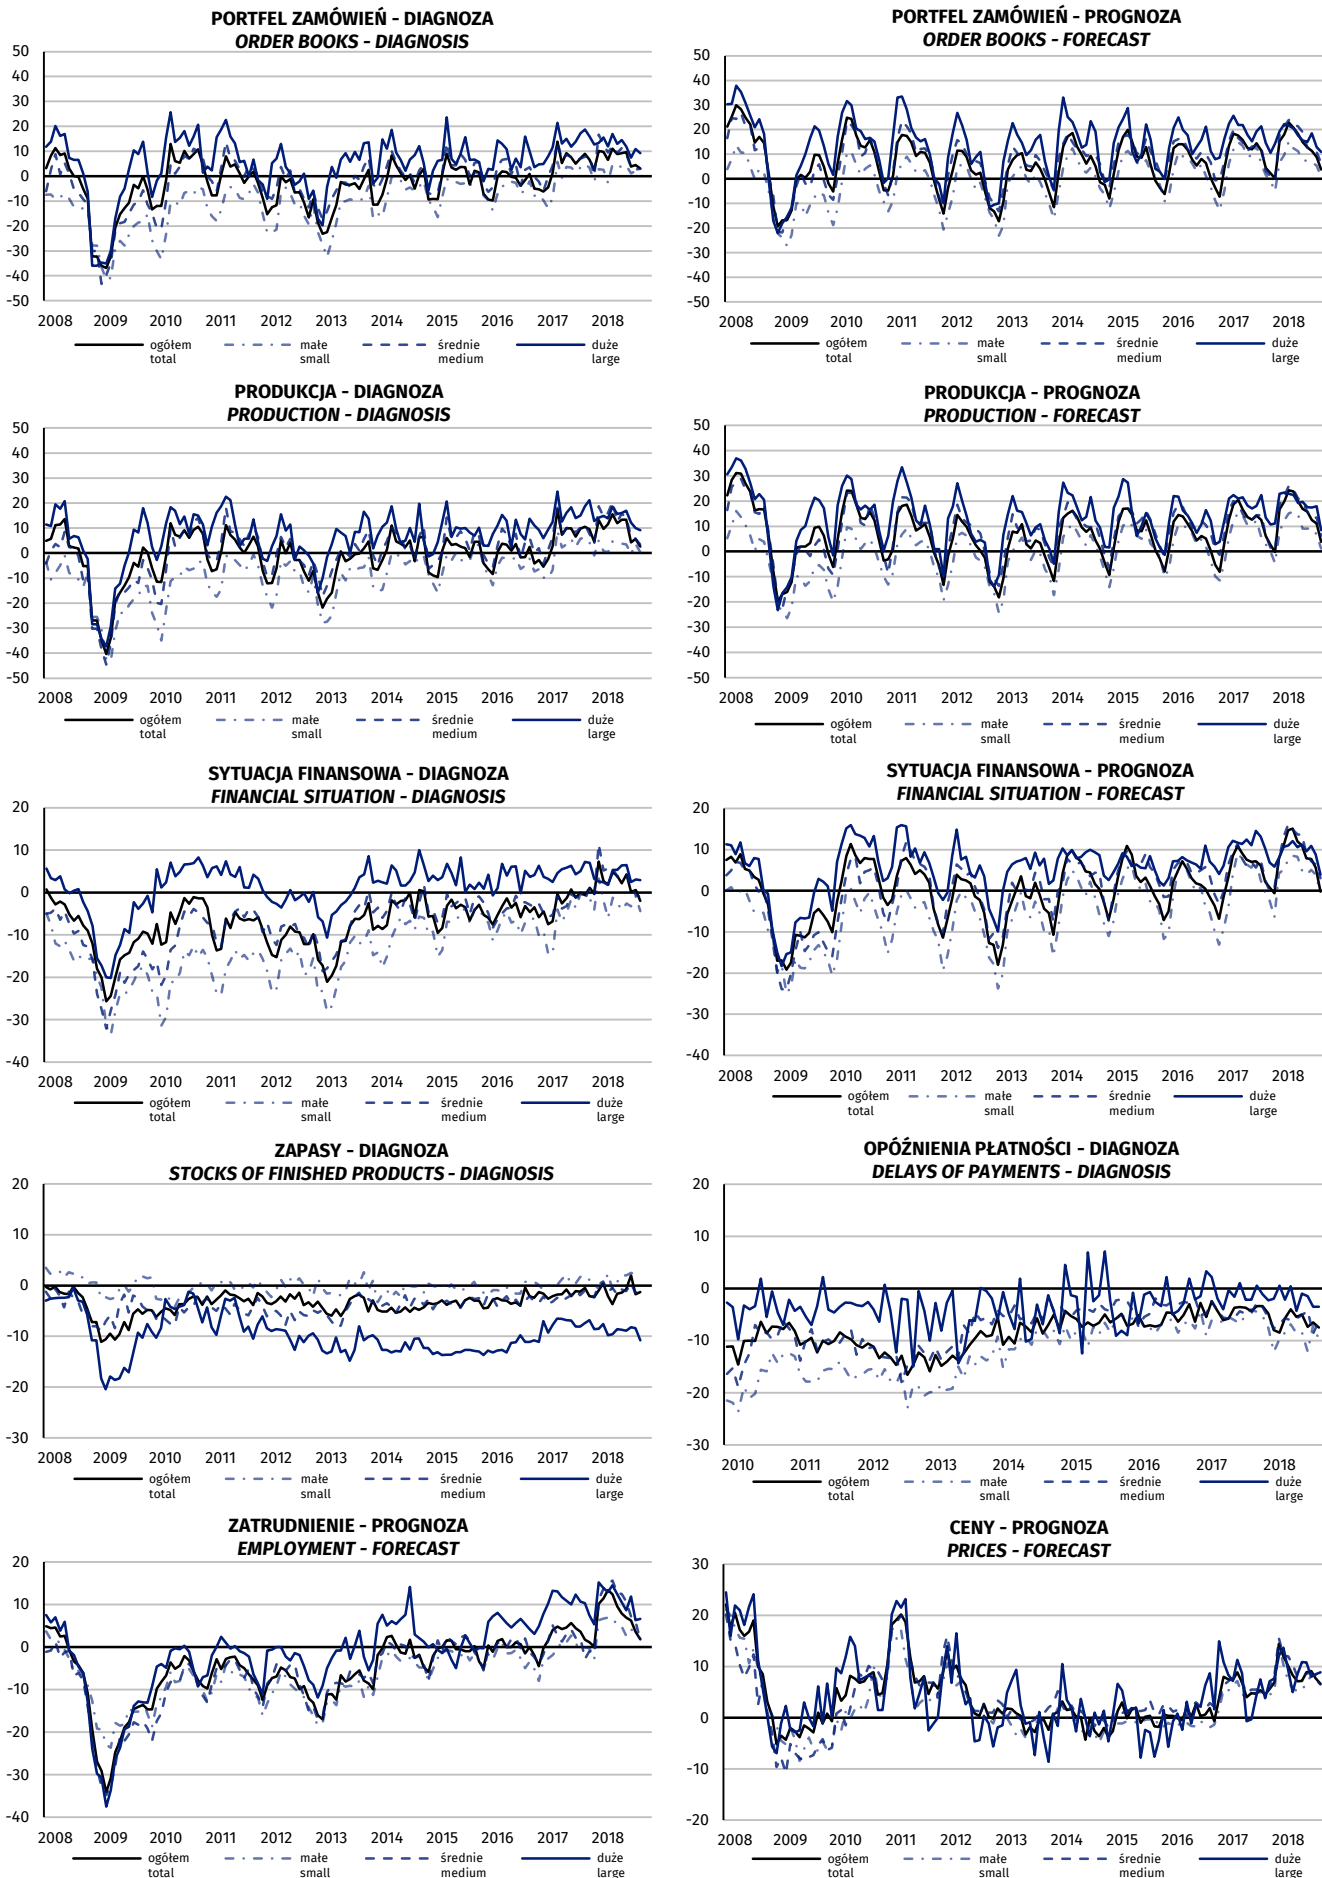 PORTFEL ZAMÓWIEŃ - DIAGNOZA
ORDER BOOKS - DIAGNOSIS
50
40
30
20
10
0
-10
-20
-30
-40
-50
2008 2009 2010 2011 2012 2013 2014 2015 2016 2017 2018
ogółem małe średnie duże
total small medium large
PORTFEL ZAMÓWIEŃ - PROGNOZA
ORDER BOOKS - FORECAST
50
40
30
20
10
0
-10
-20
-30
-40
-50
2008 2009 2010 2011 2012 2013 2014 2015 2016 2017 2018
ogółem małe średnie duże
total small medium large
PRODUKCJA - DIAGNOZA
PRODUCTION - DIAGNOSIS
50
40
30
20
10
0
-10
-20
-30
-40
-50
2008 2009 2010 2011 2012 2013 2014 2015 2016 2017 2018
ogółem małe średnie duże
total small medium large
PRODUKCJA - PROGNOZA
PRODUCTION - FORECAST
50
40
30
20
10
0
-10
-20
-30
-40
-50
2008 2009 2010 2011 2012 2013 2014 2015 2016 2017 2018
ogółem małe średnie duże
total small medium large
SYTUACJA FINANSOWA - DIAGNOZA
FINANCIAL SITUATION - DIAGNOSIS
20
10
0
-10
-20
-30
-40
2008 2009 2010 2011 2012 2013 2014 2015 2016 2017 2018
ogółem małe średnie duże
total small medium large
SYTUACJA FINANSOWA - PROGNOZA
FINANCIAL SITUATION - FORECAST
20
10
0
-10
-20
-30
-40
2008 2009 2010 2011 2012 2013 2014 2015 2016 2017 2018
ogółem małe średnie duże
total small medium large
ZAPASY - DIAGNOZA
STOCKS OF FINISHED PRODUCTS - DIAGNOSIS
20
10
0
-10
-20
-30
2008 2009 2010 2011 2012 2013 2014 2015 2016 2017 2018
ogółem małe średnie duże
total small medium large
OPÓŹNIENIA PŁATNOŚCI - DIAGNOZA
DELAYS OF PAYMENTS - DIAGNOSIS
20
10
0
-10
-20
-30
2010 2011 2012 2013 2014 2015 2016 2017 2018
ogółem małe średnie duże
total small medium large
ZATRUDNIENIE - PROGNOZA
EMPLOYMENT - FORECAST
20
10
0
-10
-20
-30
-40
2008 2009 2010 2011 2012 2013 2014 2015 2016 2017 2018
ogółem małe średnie duże
total small medium large
CENY - PROGNOZA
PRICES - FORECAST
30
20
10
0
-10
-20
2008 2009 2010 2011 2012 2013 2014 2015 2016 2017 2018
ogółem małe średnie duże
total small medium large